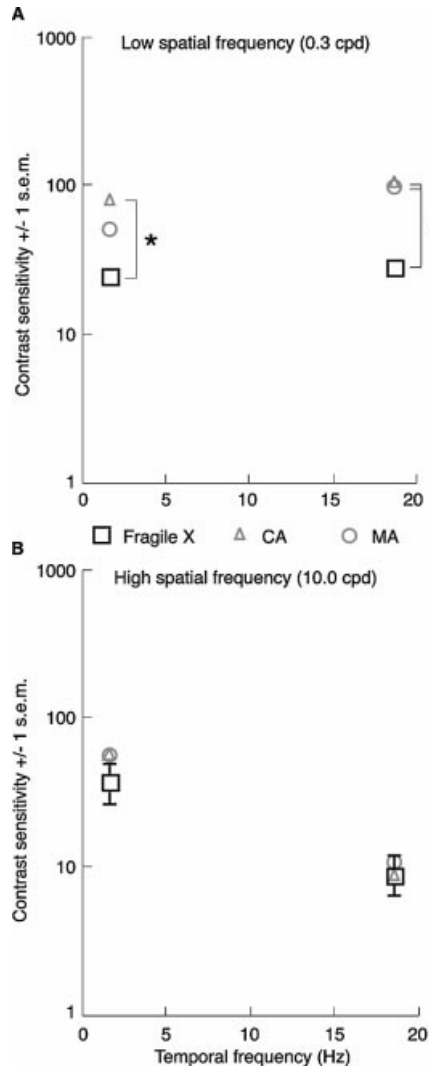 A
Low spatial frequency (0.3 cpd)
Contrast sensitivity +/- 1 s.e.m.
1000
100
10
1
*
0 5 10 15 20
Fragile X CA MA
B
High spatial frequency (10.0 cpd)
Contrast sensitivity +/- 1 s.e.m.
1000
100
10
1
0 5 10 15 20
Temporal frequency (Hz)